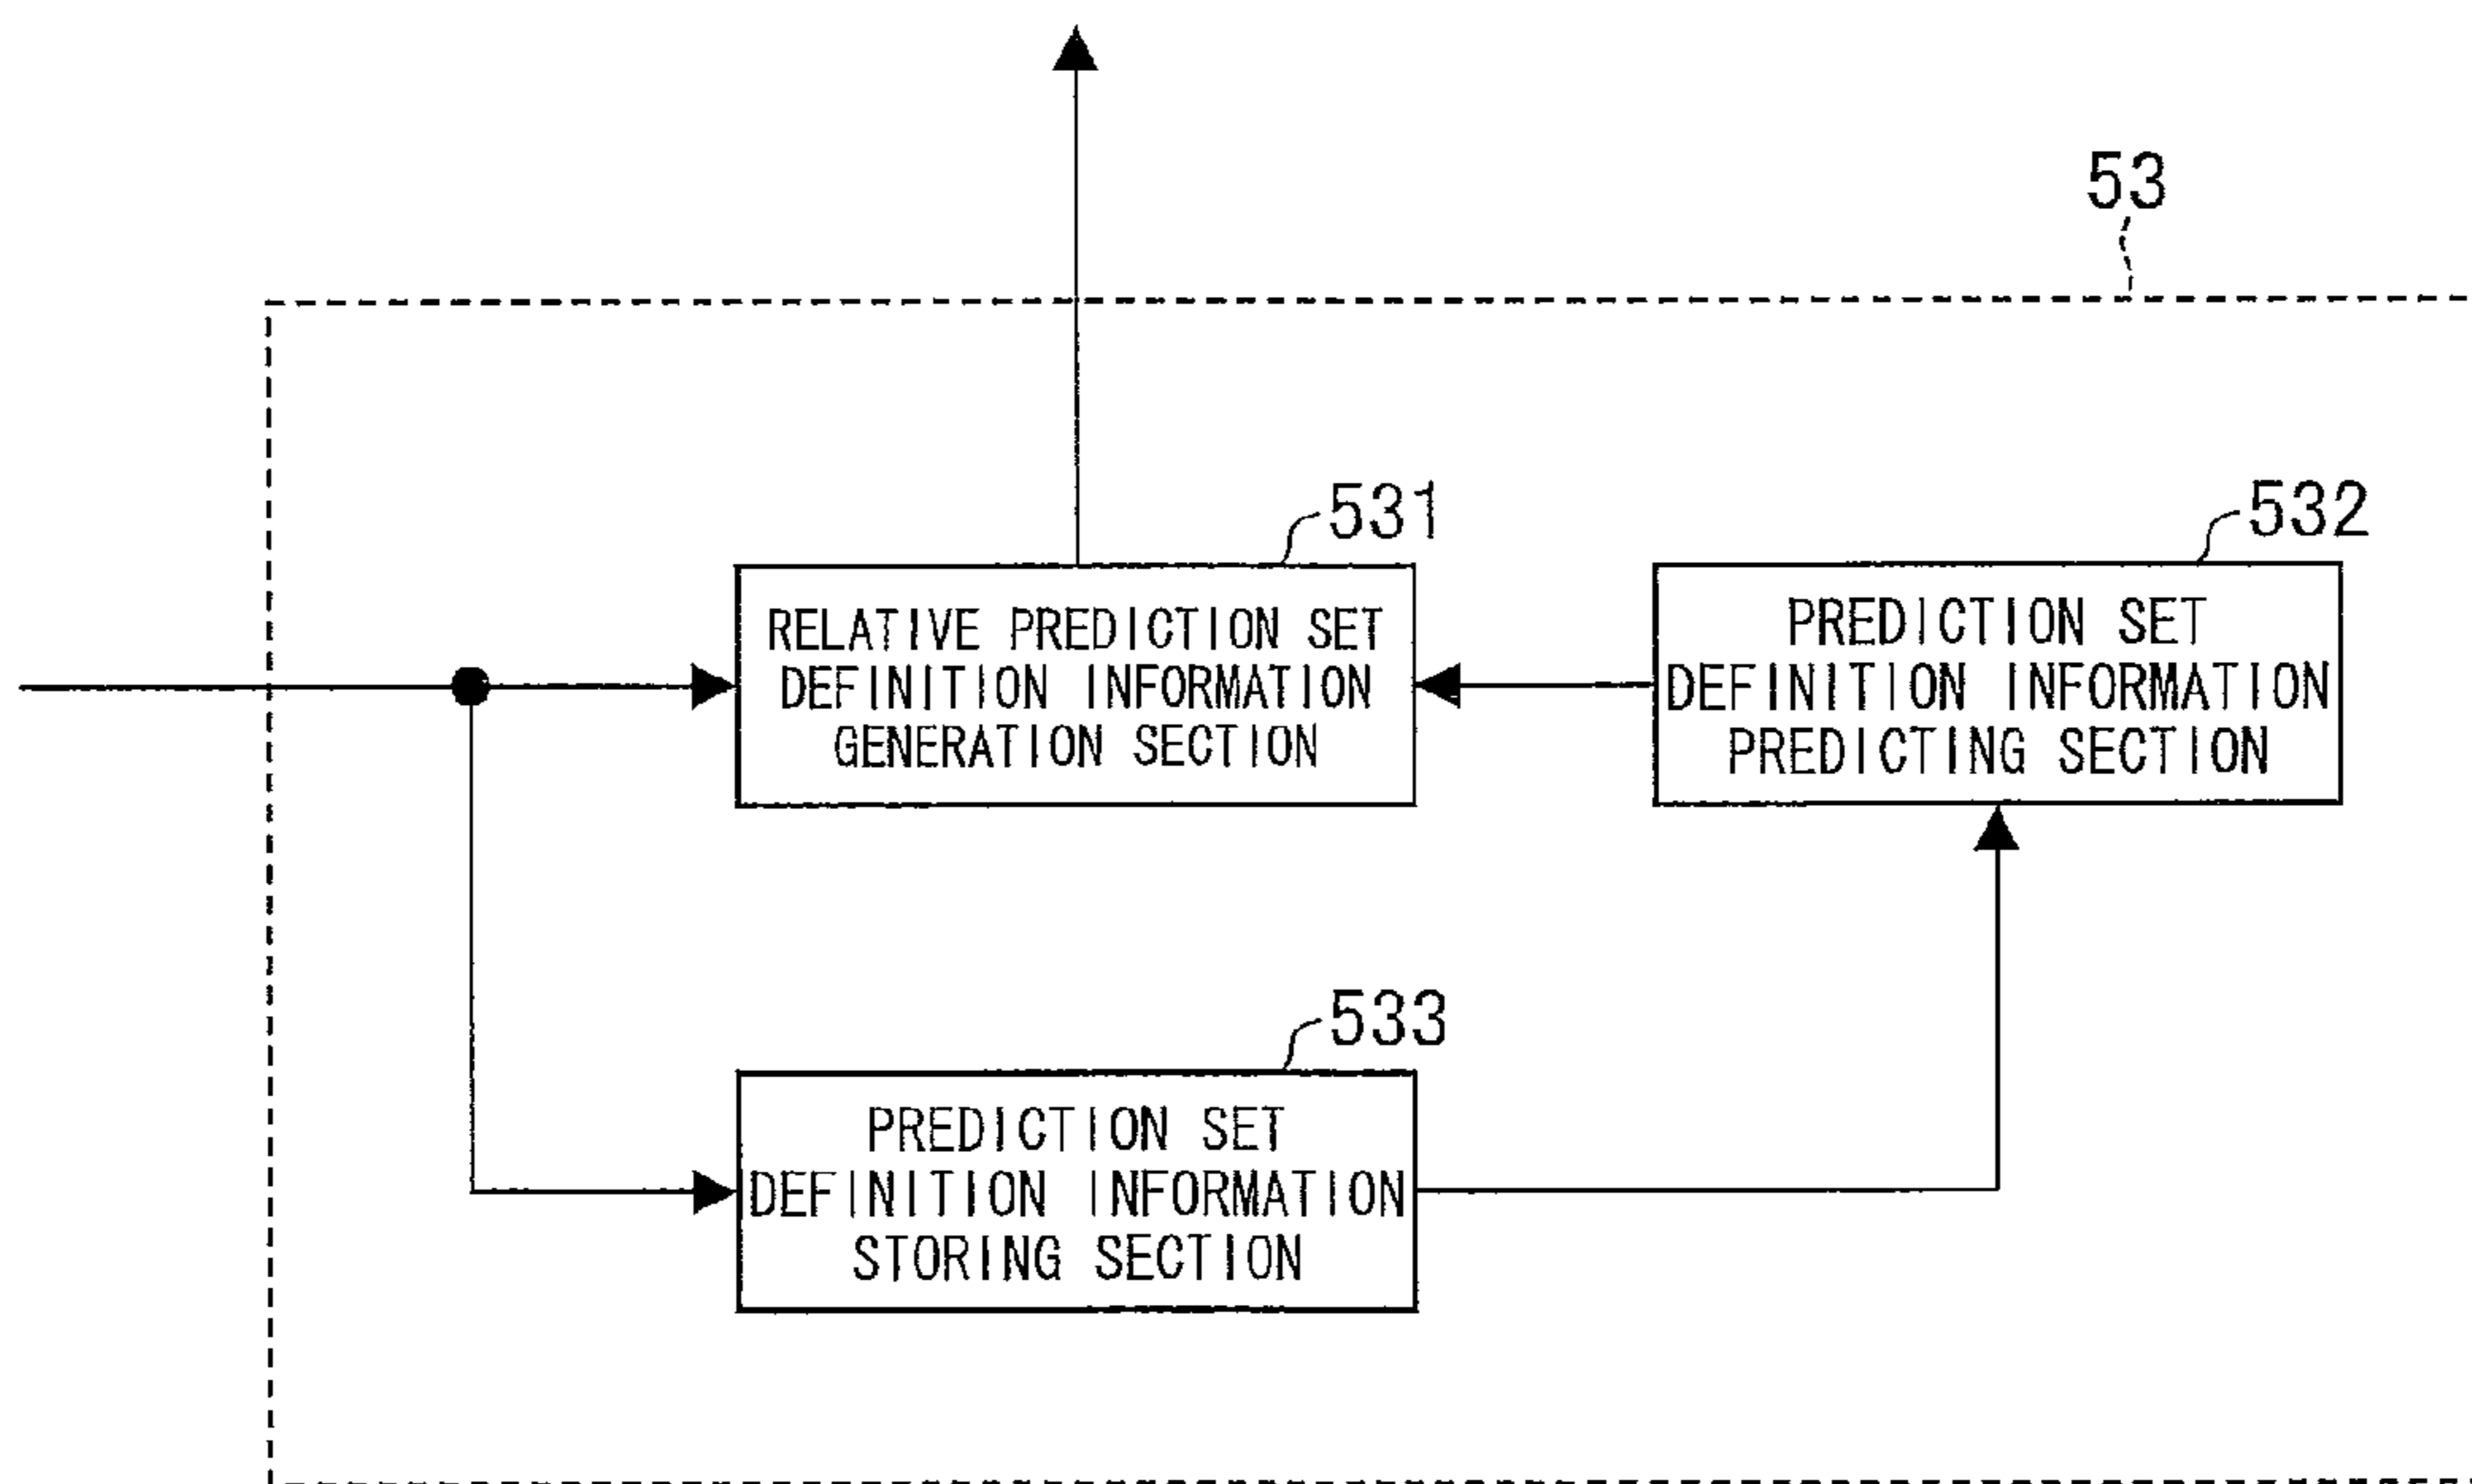 53
531
RELATIVE PREDICTION SET
DEFINITION INFORMATION
GENERATION SECTION
532
PREDICTION SET
DEFINITION INFORMATION
PREDICTING SECTION
533
PREDICTION SET
DEFINITION INFORMATION
STORING SECTION